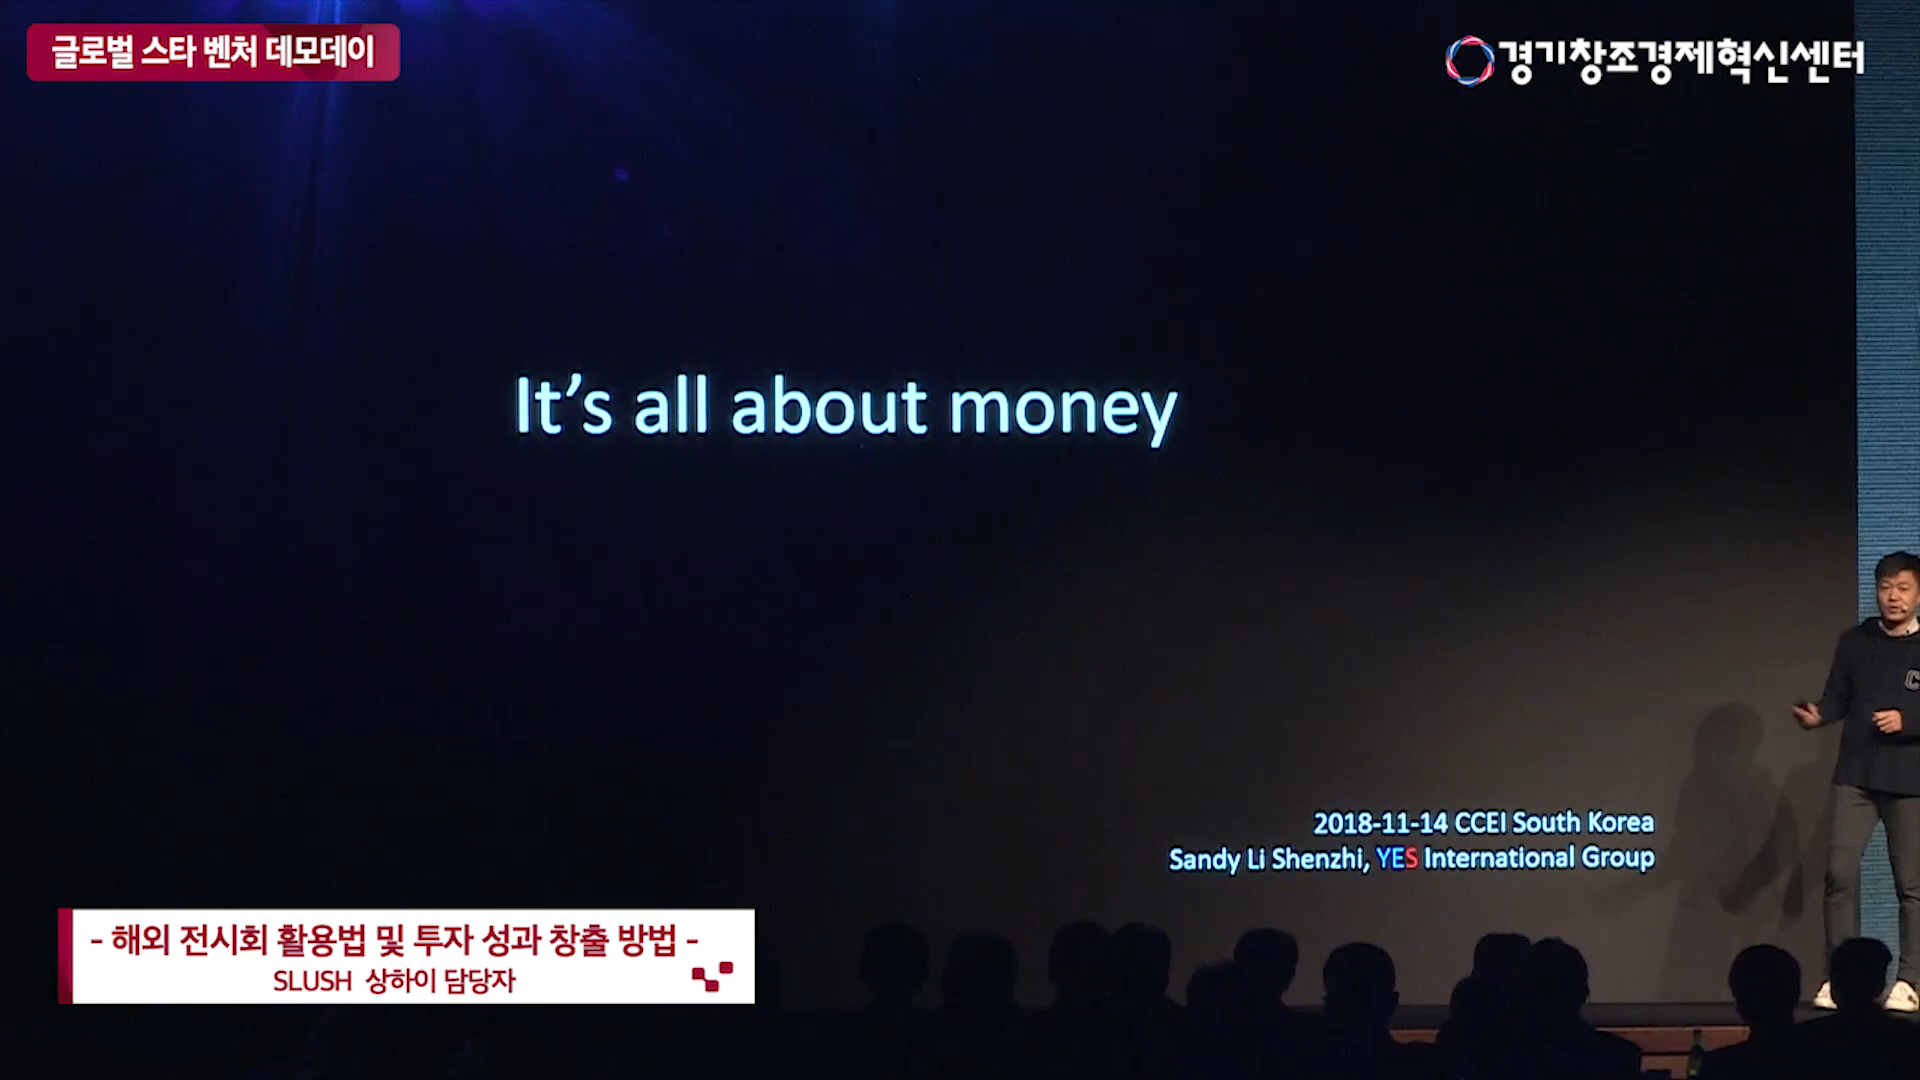 글로벌 스타 벤처 데모데이
경기창조경제혁신센터
It's all about money
C
2018-11-14 CCEI South Korea
Sandy Li Shenzhi, YES International Group
- 해외 전시회 활용법 및 투자 성과 창출 방법 -
SLUSH 상하이 담당자